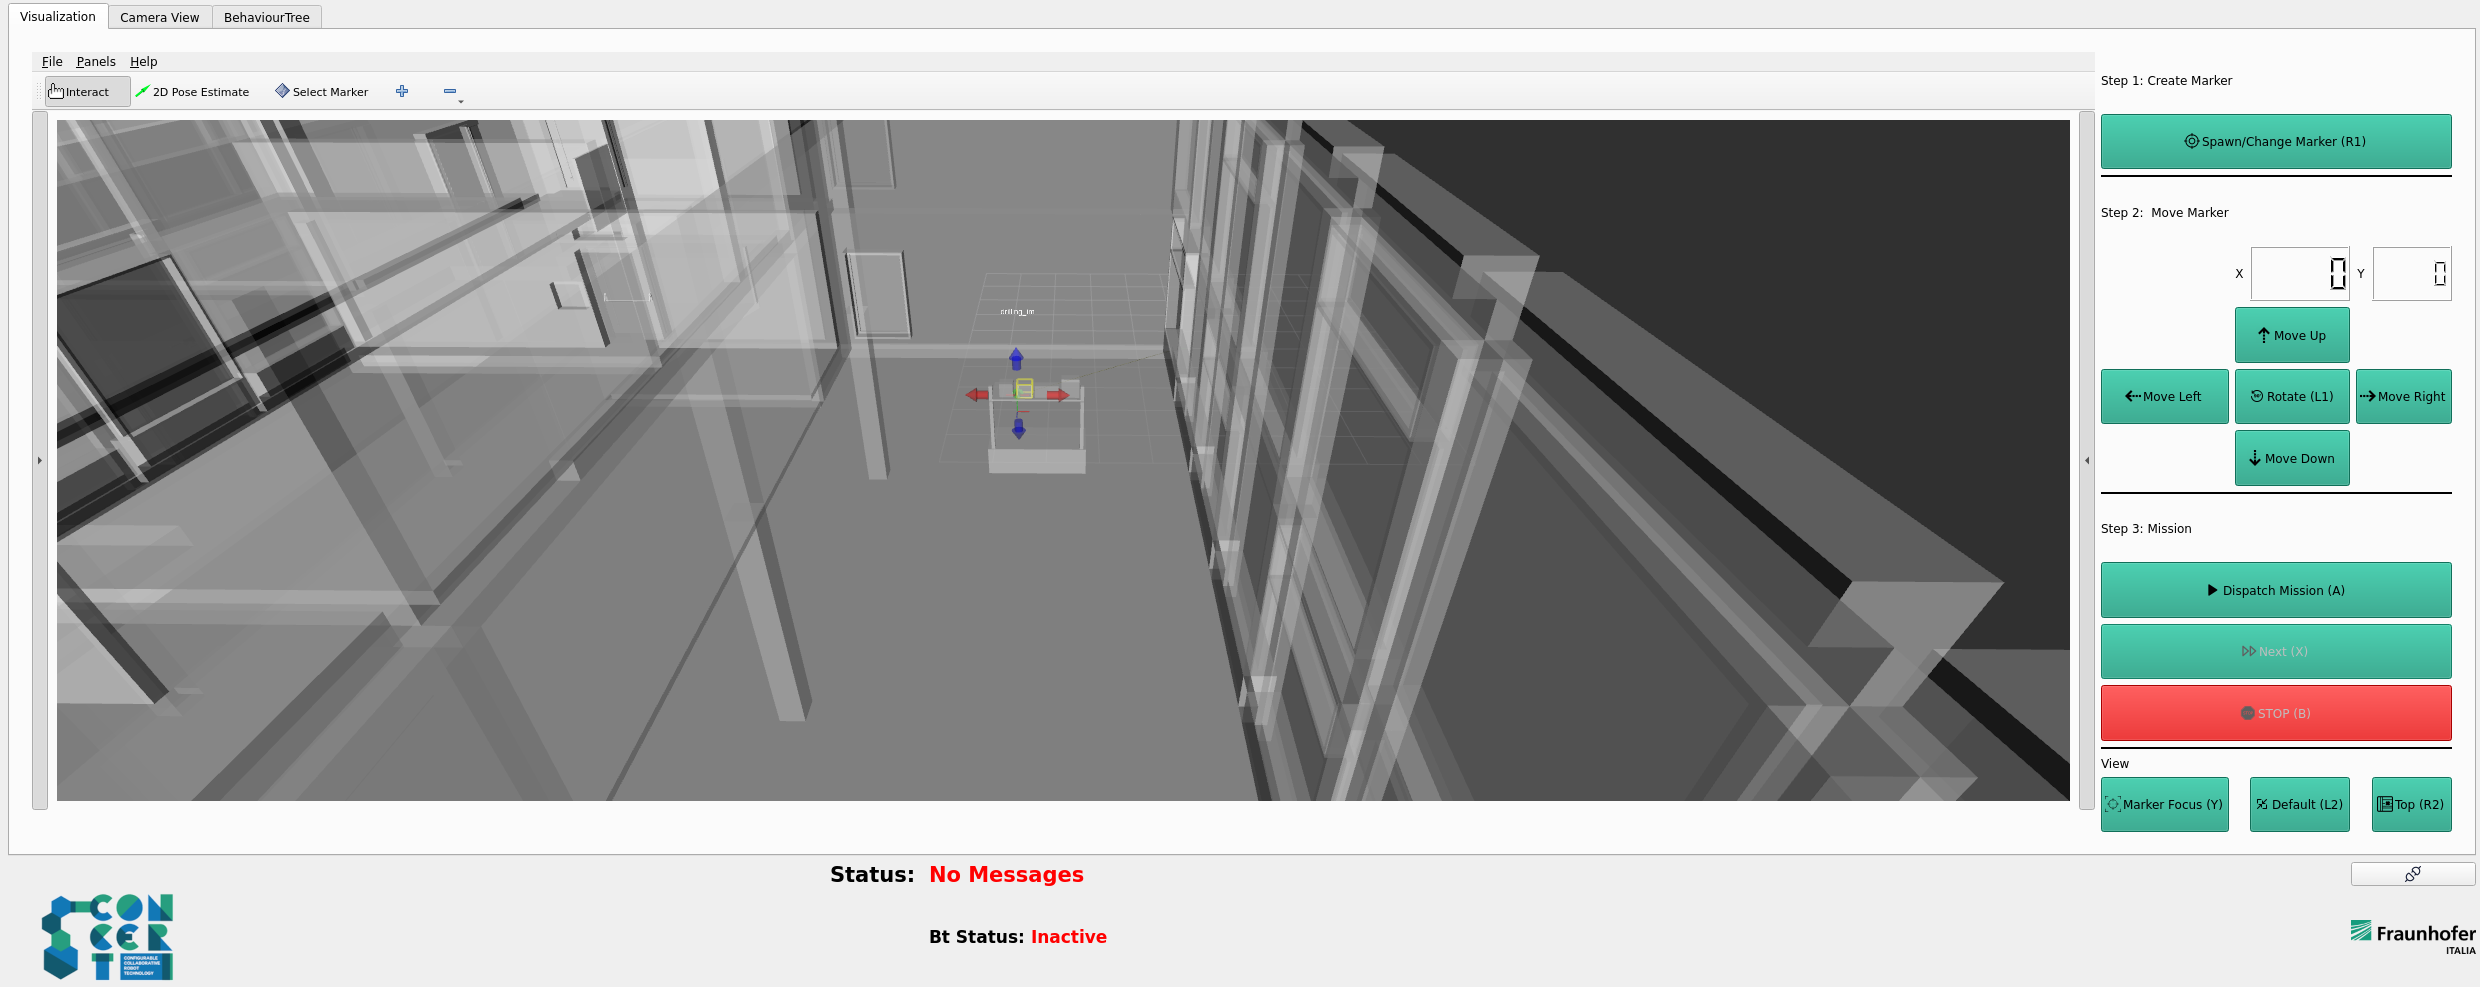 Visualization
Camera View
BehaviourTree
File Panels Help
Interact
2D Pose Estimate
Select Marker
Step 1: Create Marker
Spawn/Change Marker (R1)
Step 2: Move Marker
X 0 Y 0
Move Up
Move Left
Rotate (L1)
Move Right
Move Down
Step 3: Mission
Dispatch Mission (A)
Next (X)
STOP (B)
View
Marker Focus (Y)
Default (L2)
Top (R2)
Status: No Messages
Bt Status: Inactive
CON
CER
T
CONFIGURABLE
COLLABORATIVE
ROBOT
TECHNOLOGY
Fraunhofer
ITALIA